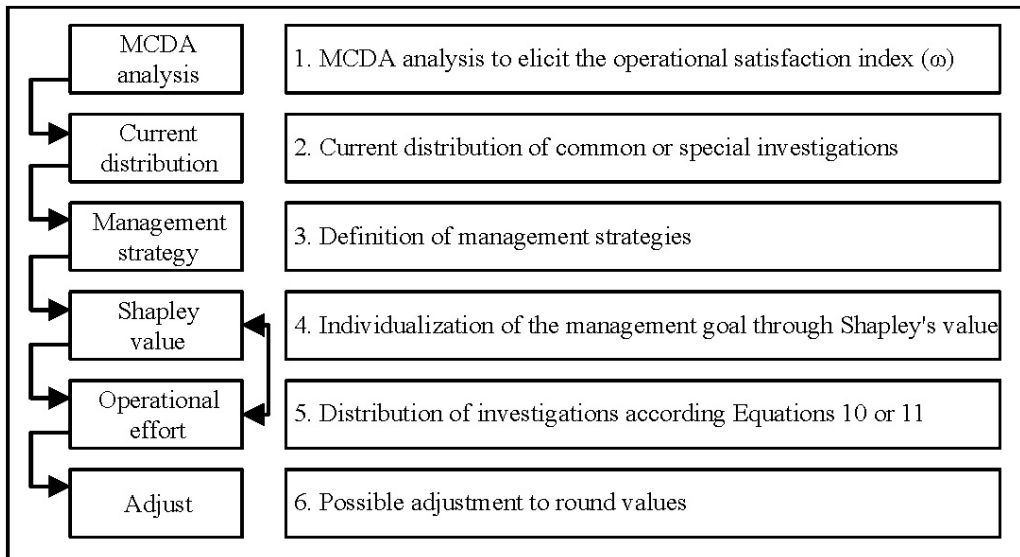 MCDA
analysis
1. MCDA analysis to elicit the operational satisfaction index (ω)
Current
distribution
2. Current distribution of common or special investigations
Management
strategy
3. Definition of management strategies
Shapley
value
4. Individualization of the management goal through Shapley's value
Operational
effort
5. Distribution of investigations according Equations 10 or 11
Adjust
6. Possible adjustment to round values